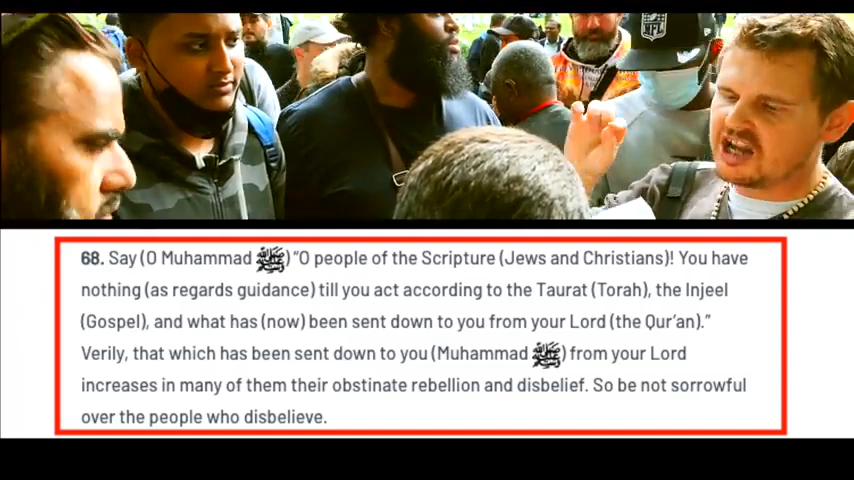 NFL
68. Say (O Muhammad ﷺ) "O people of the Scripture (Jews and Christians)! You have
nothing (as regards guidance) till you act according to the Taurat (Torah), the Injeel
(Gospel), and what has (now) been sent down to you from your Lord (the Qur'an)."
Verily, that which has been sent down to you (Muhammad ﷺ) from your Lord
increases in many of them their obstinate rebellion and disbelief. So be not sorrowful
over the people who disbelieve.